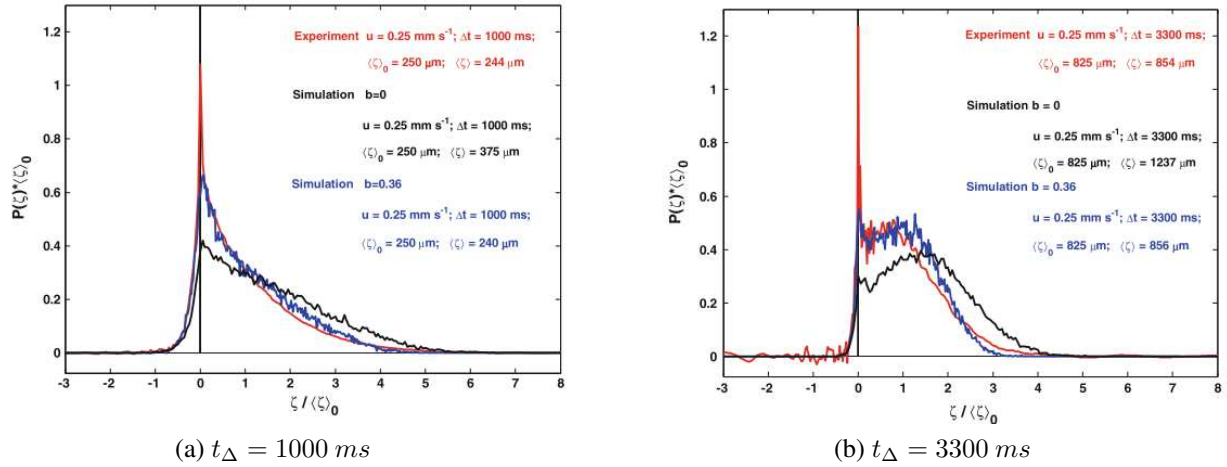 1.2
1
0.8
0.6
0.4
0.2
0
-3 -2 -1 0 1 2 3 4 5 6 7 8
P(ζ)*⟨ζ⟩₀
ζ / ⟨ζ⟩₀
Experiment u = 0.25 mm s⁻¹; Δt = 1000 ms;
⟨ζ⟩₀ = 250 µm; ⟨ζ⟩ = 244 µm
Simulation b=0
u = 0.25 mm s⁻¹; Δt = 1000 ms;
⟨ζ⟩₀ = 250 µm; ⟨ζ⟩ = 375 µm
Simulation b=0.36
u = 0.25 mm s⁻¹; Δt = 1000 ms;
⟨ζ⟩₀ = 250 µm; ⟨ζ⟩ = 240 µm
(a) t_Δ = 1000 ms
1.2
1
0.8
0.6
0.4
0.2
0
-3 -2 -1 0 1 2 3 4 5 6 7 8
P(ζ)*⟨ζ⟩₀
ζ / ⟨ζ⟩₀
Experiment u = 0.25 mm s⁻¹; Δt = 3300 ms;
⟨ζ⟩₀ = 825 µm; ⟨ζ⟩ = 854 µm
Simulation b = 0
u = 0.25 mm s⁻¹; Δt = 3300 ms;
⟨ζ⟩₀ = 825 µm; ⟨ζ⟩ = 1237 µm
Simulation b = 0.36
u = 0.25 mm s⁻¹; Δt = 3300 ms;
⟨ζ⟩₀ = 825 µm; ⟨ζ⟩ = 856 µm
(b) t_Δ = 3300 ms